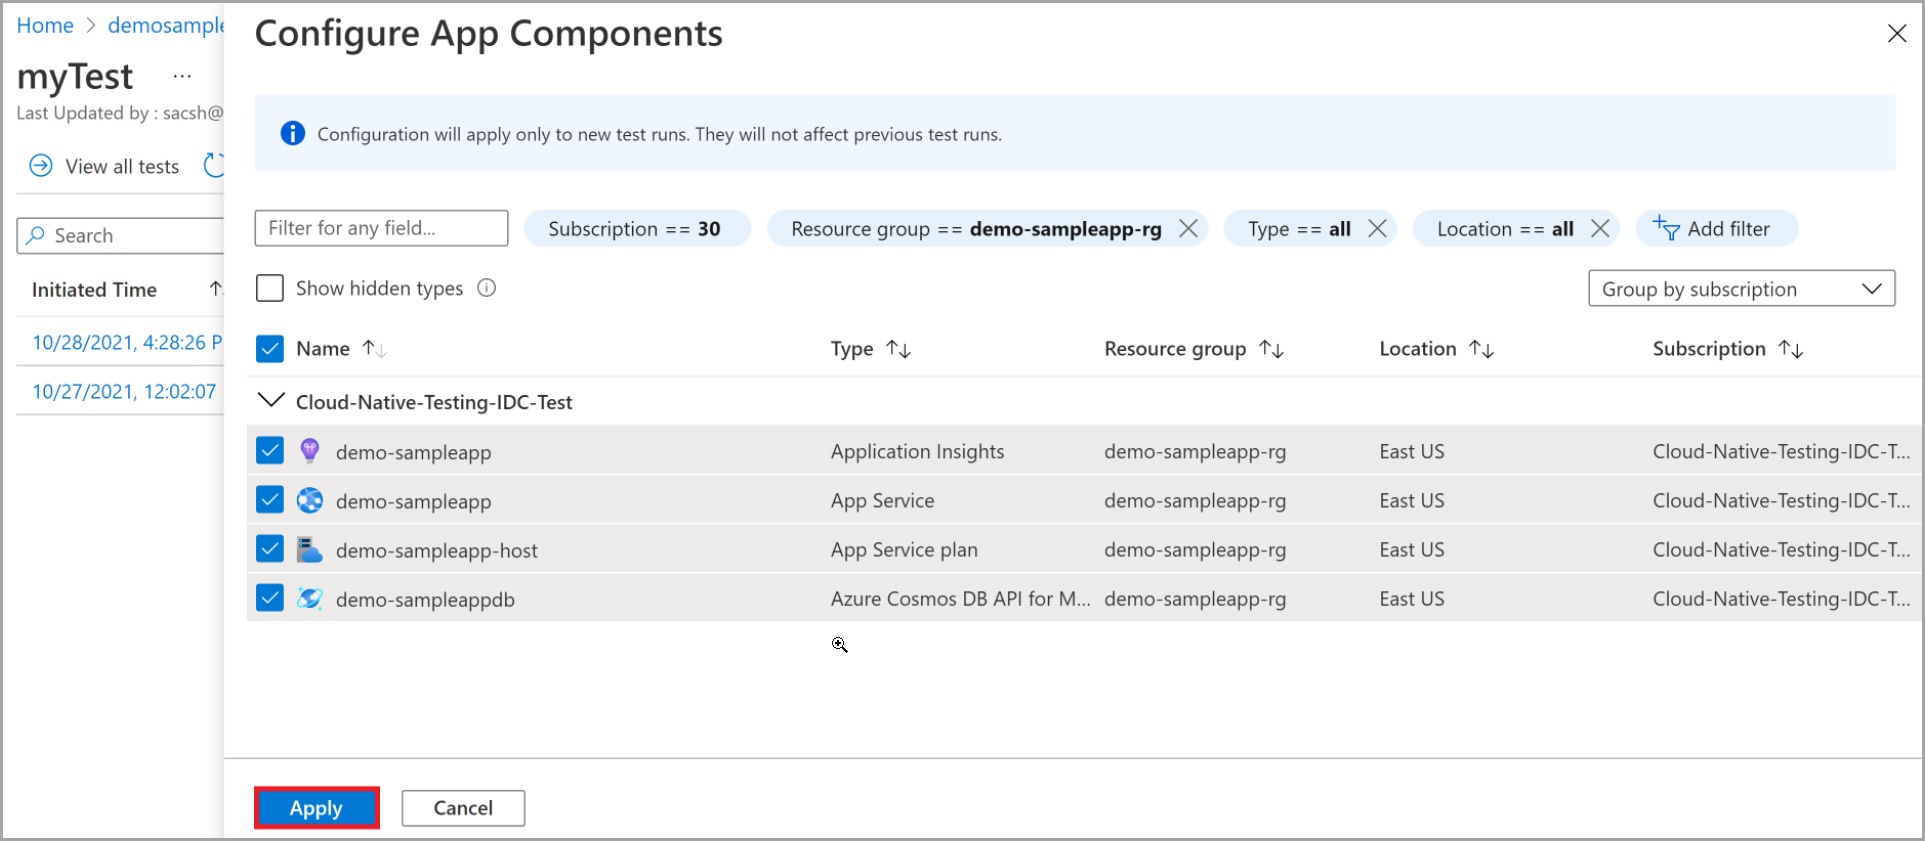 Home > demosample
myTest ...
Last Updated by : sacsh@
View all tests
Search
Initiated Time
10/28/2021, 4:28:26 P
10/27/2021, 12:02:07
Configure App Components
Configuration will apply only to new test runs. They will not affect previous test runs.
Filter for any field... Subscription == 30 Resource group == demo-sampleapp-rg Type == all Location == all Add filter
Show hidden types
Group by subscription
Name Type Resource group Location Subscription
Cloud-Native-Testing-IDC-Test
demo-sampleapp Application Insights demo-sampleapp-rg East US Cloud-Native-Testing-IDC-T...
demo-sampleapp App Service demo-sampleapp-rg East US Cloud-Native-Testing-IDC-T...
demo-sampleapp-host App Service plan demo-sampleapp-rg East US Cloud-Native-Testing-IDC-T...
demo-sampleappdb Azure Cosmos DB API for M... demo-sampleapp-rg East US Cloud-Native-Testing-IDC-T...
Apply Cancel